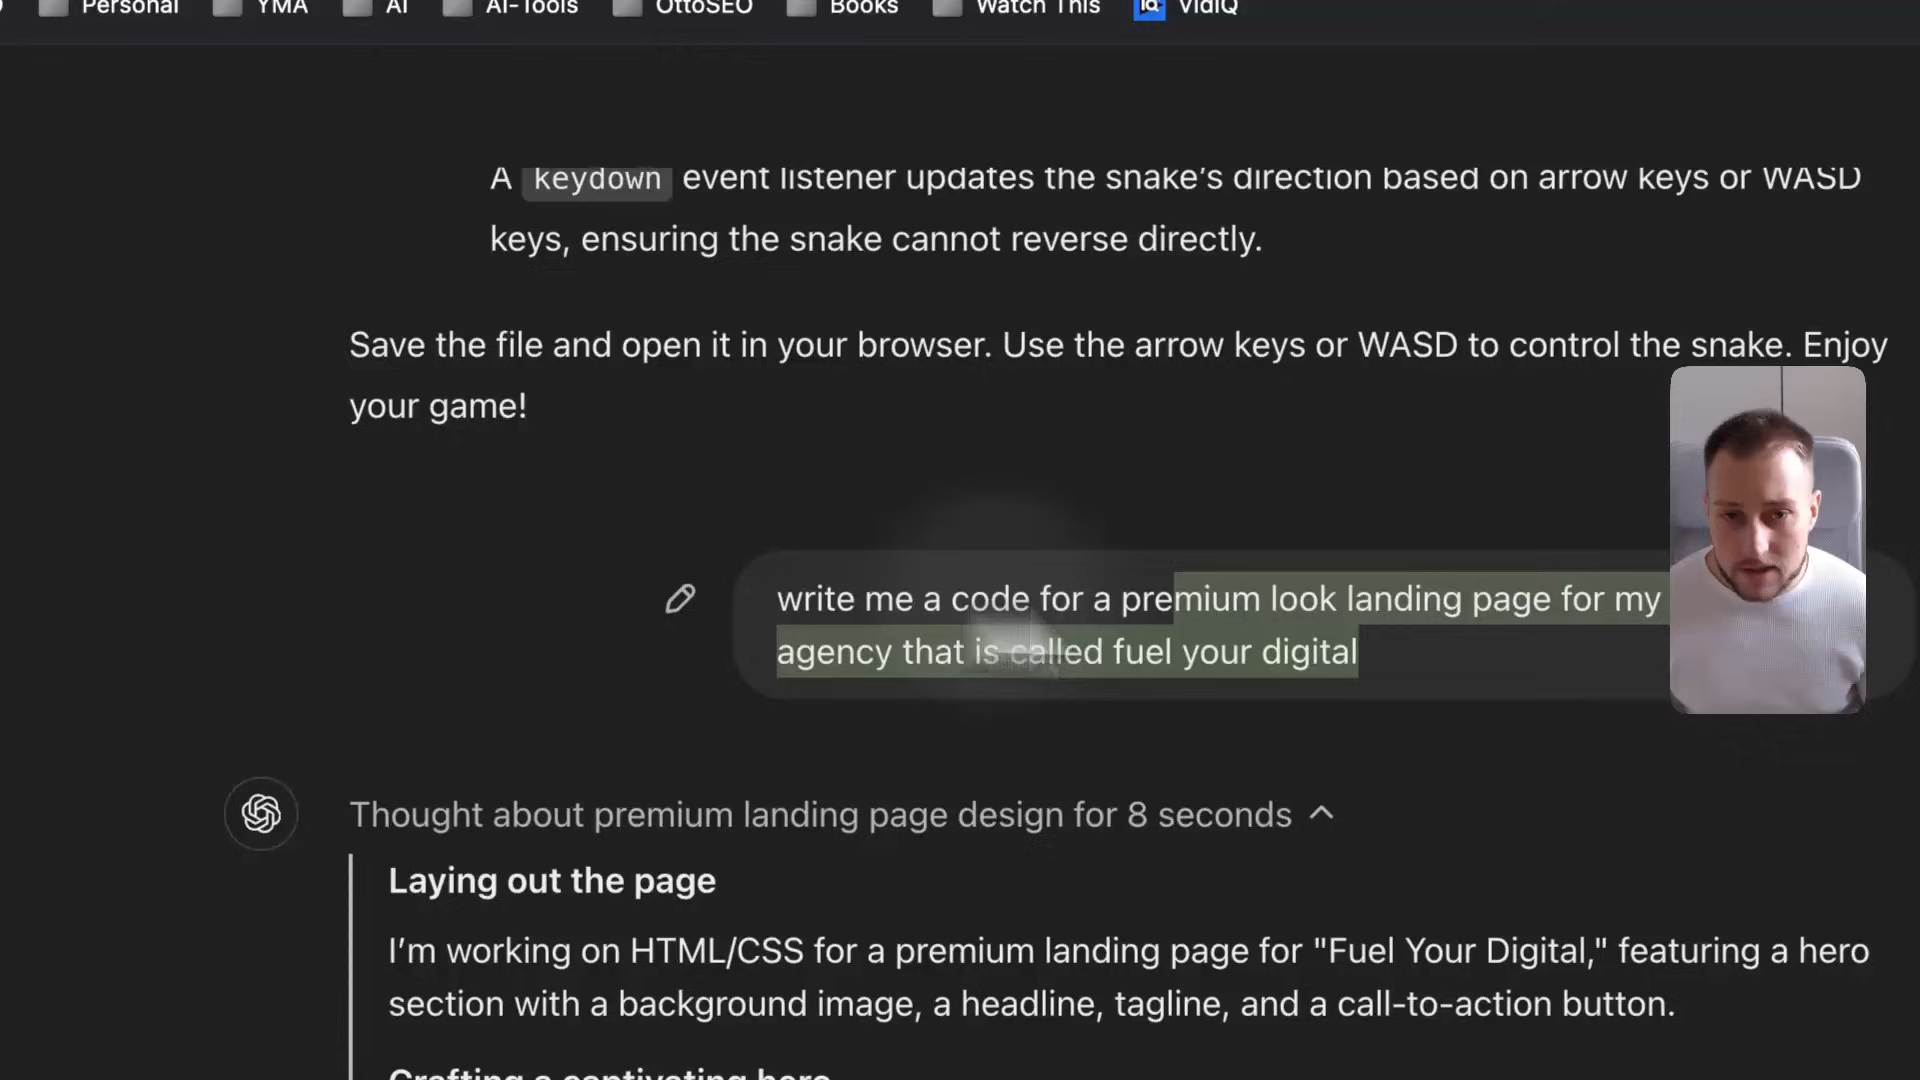 Personal YMA AI AI-Tools OttoSEO Books Watch This IQ VidIQ
A keydown event listener updates the snake's direction based on arrow keys or WASD
keys, ensuring the snake cannot reverse directly.
Save the file and open it in your browser. Use the arrow keys or WASD to control the snake. Enjoy
your game!
write me a code for a premium look landing page for my
agency that is called fuel your digital
Thought about premium landing page design for 8 seconds
Laying out the page
I'm working on HTML/CSS for a premium landing page for "Fuel Your Digital," featuring a hero
section with a background image, a headline, tagline, and a call-to-action button.
Crafting a captivating hero